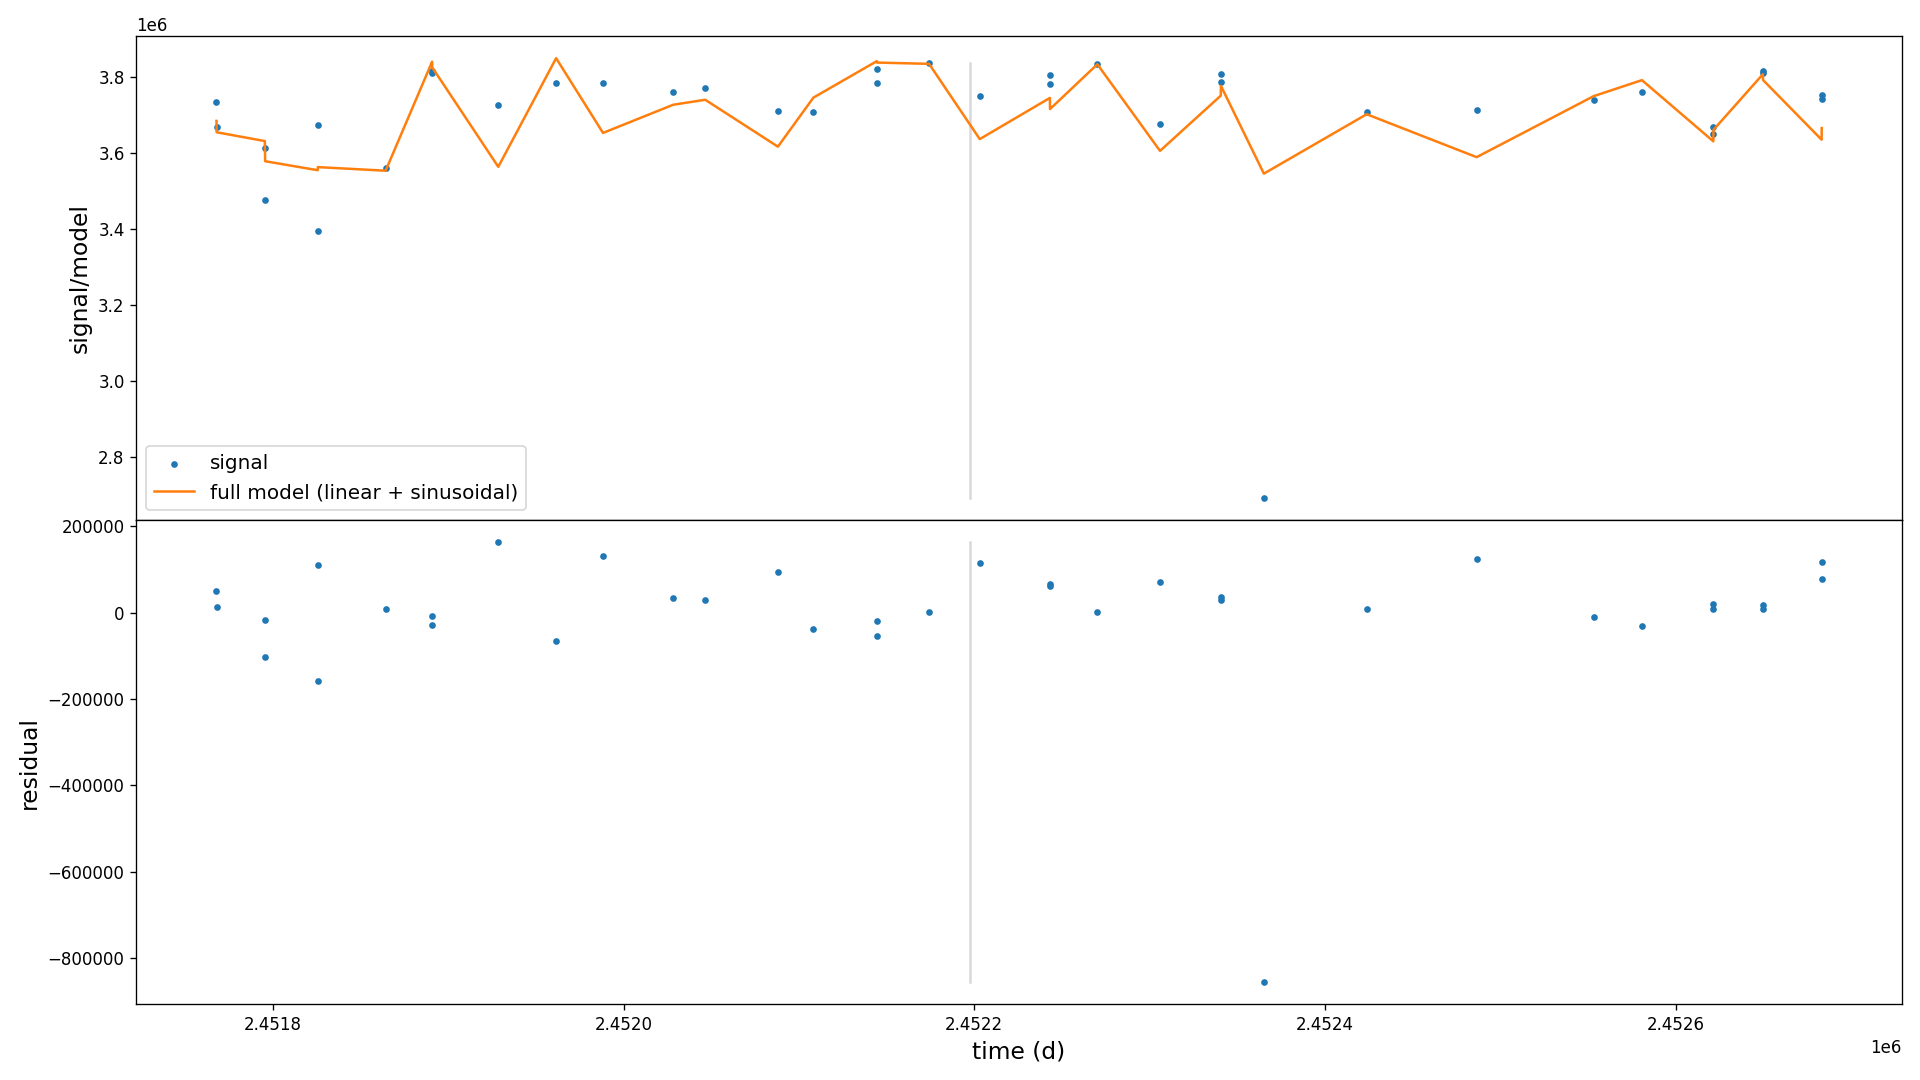 1e6
3.8
3.6
3.4
3.2
3.0
2.8
signal/model
signal
full model (linear + sinusoidal)
200000
0
−200000
−400000
−600000
−800000
residual
2.4518
2.4520
2.4522
2.4524
2.4526
time (d)
1e6